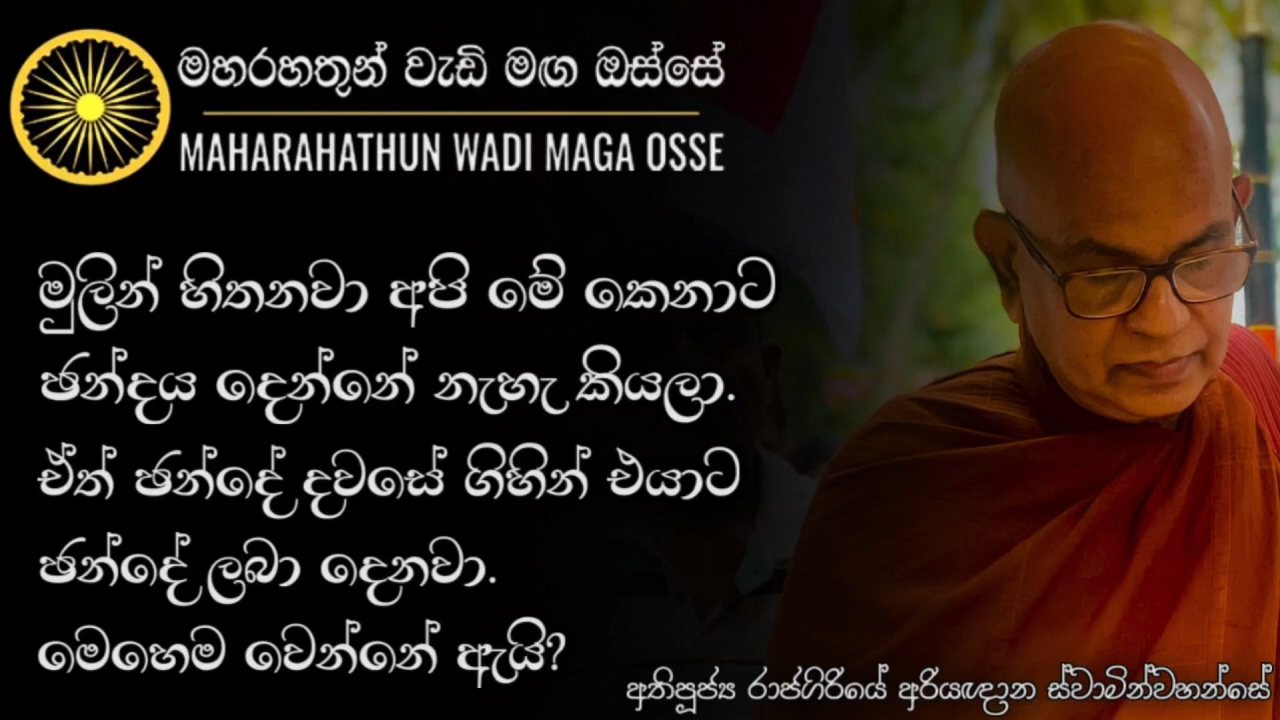 මහරහතුන් වැඩි මඟ ඔස්සේ
MAHARAHATHUN WADI MAGA OSSE
මුලින් හිතනවා අපි මේ කෙනාට
ඡන්දය දෙන්නේ නැහැ කියලා.
ඒත් ඡන්දේ දවසේ ගිහින් එයාට
ඡන්දේ ලබා දෙනවා.
මෙහෙම වෙන්නේ ඇයි?
අතිපූජ්‍ය රාජගිරියේ අරියඥාන ස්වාමින්වහන්සේ